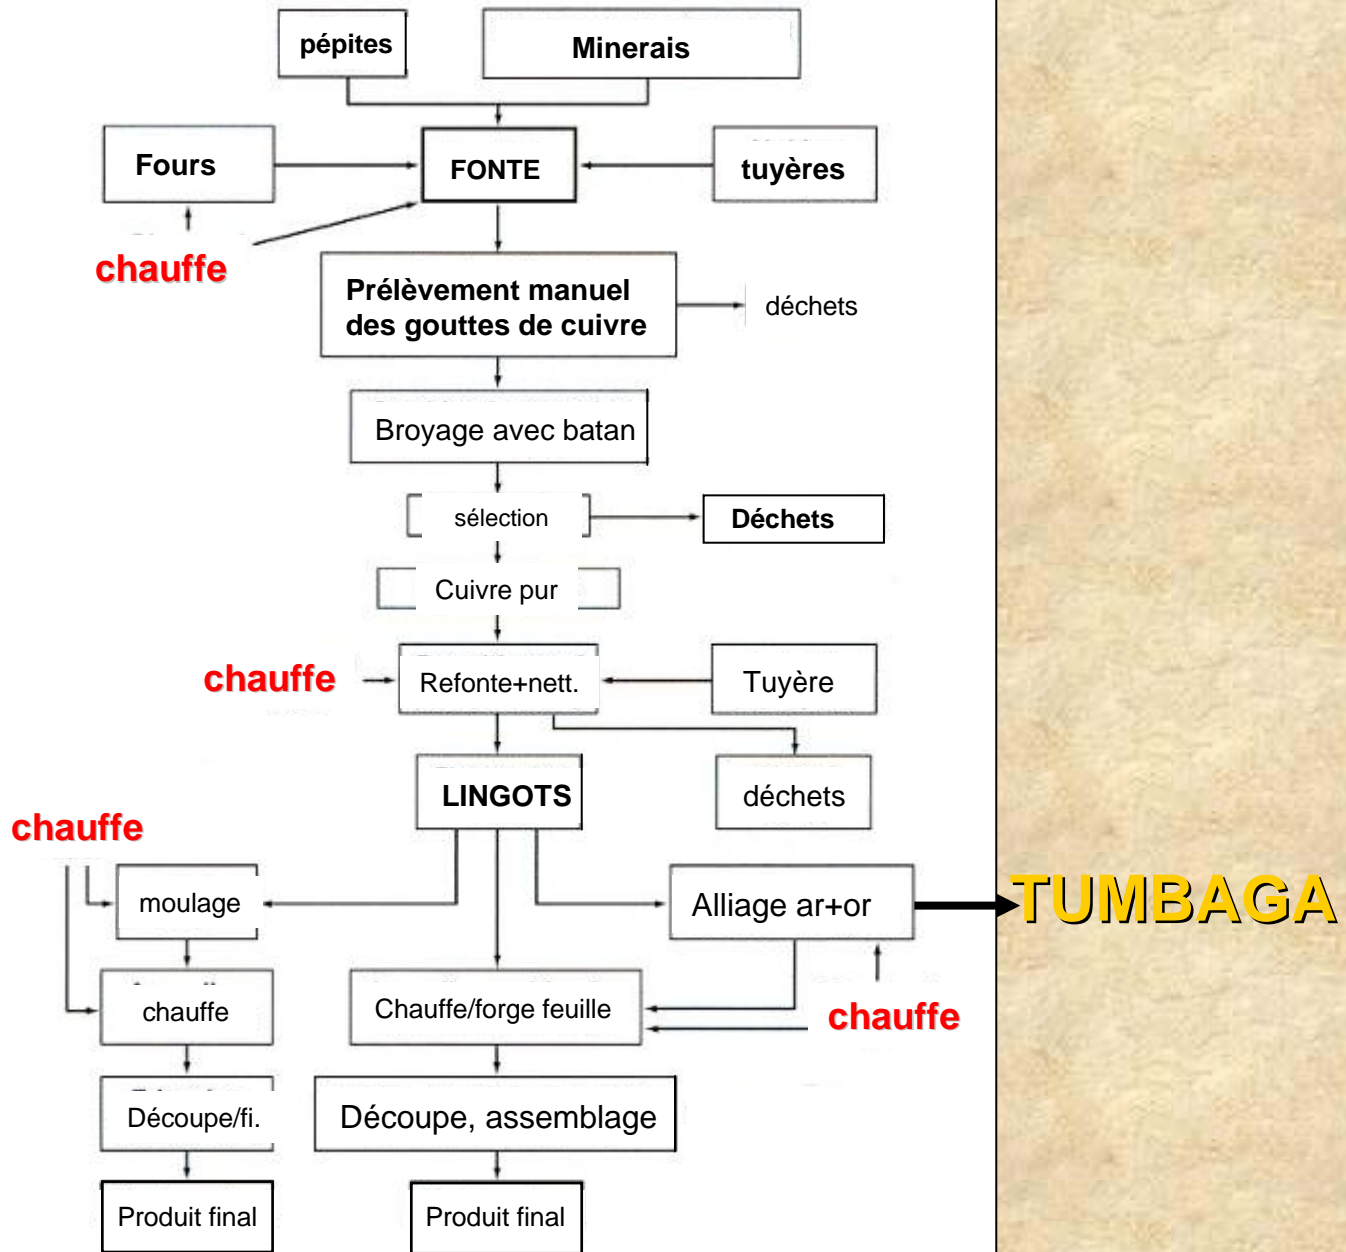 pépites
Minerais
Fours
FONTE
tuyères
chauffe
Prélèvement manuel
des gouttes de cuivre
déchets
Broyage avec batan
sélection
Déchets
Cuivre pur
chauffe
Refonte+nett.
Tuyère
LINGOTS
déchets
chauffe
moulage
Alliage ar+or
TUMBAGA
chauffe
Chauffe/forge feuille
chauffe
Découpe/fi.
Découpe, assemblage
Produit final
Produit final